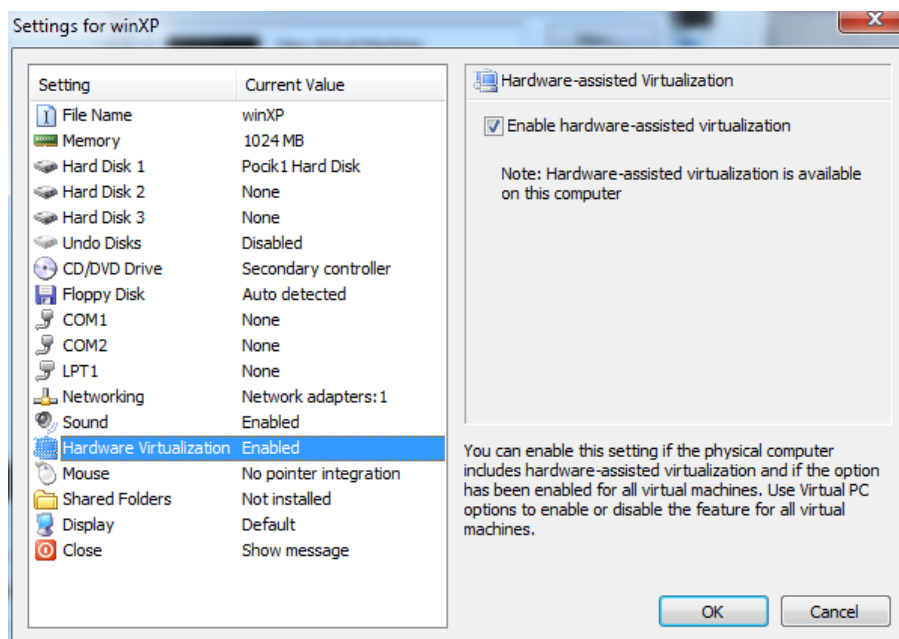 Settings for winXP
Setting Current Value
File Name winXP
Memory 1024 MB
Hard Disk 1 Pocik1 Hard Disk
Hard Disk 2 None
Hard Disk 3 None
Undo Disks Disabled
CD/DVD Drive Secondary controller
Floppy Disk Auto detected
COM1 None
COM2 None
LPT1 None
Networking Network adapters:1
Sound Enabled
Hardware Virtualization Enabled
Mouse No pointer integration
Shared Folders Not installed
Display Default
Close Show message
Hardware-assisted Virtualization
Enable hardware-assisted virtualization
Note: Hardware-assisted virtualization is available
on this computer
You can enable this setting if the physical computer
includes hardware-assisted virtualization and if the option
has been enabled for all virtual machines. Use Virtual PC
options to enable or disable the feature for all virtual
machines.
OK Cancel